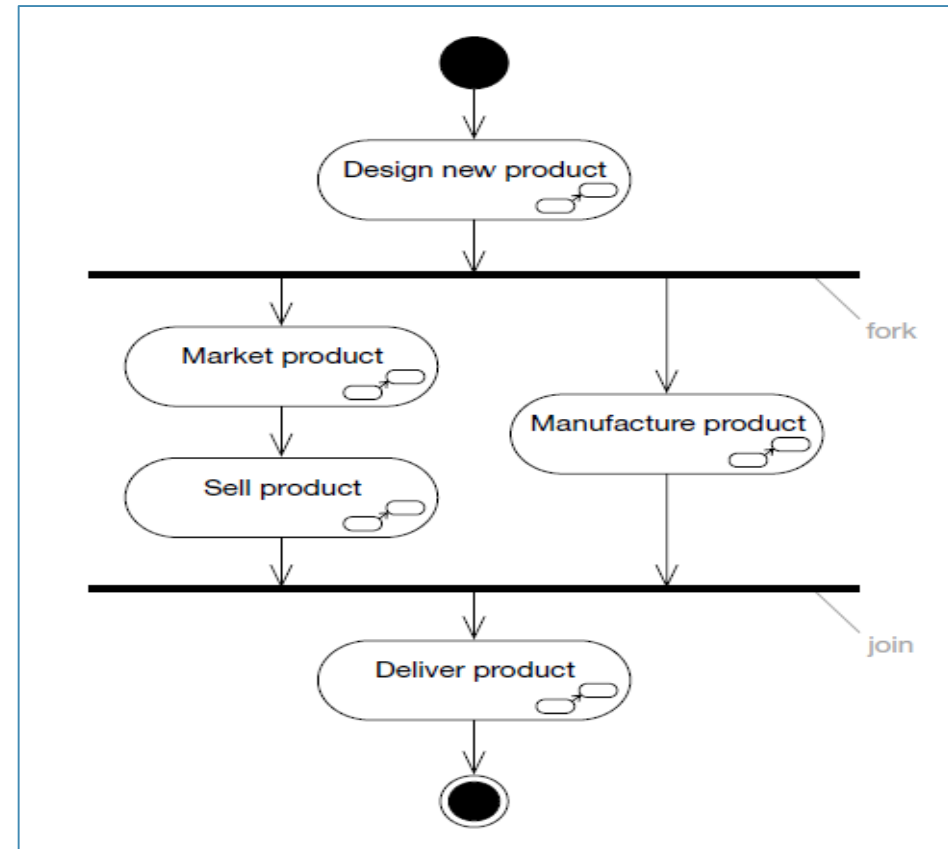 Design new product
fork
Market product
Manufacture product
Sell product
join
Deliver product